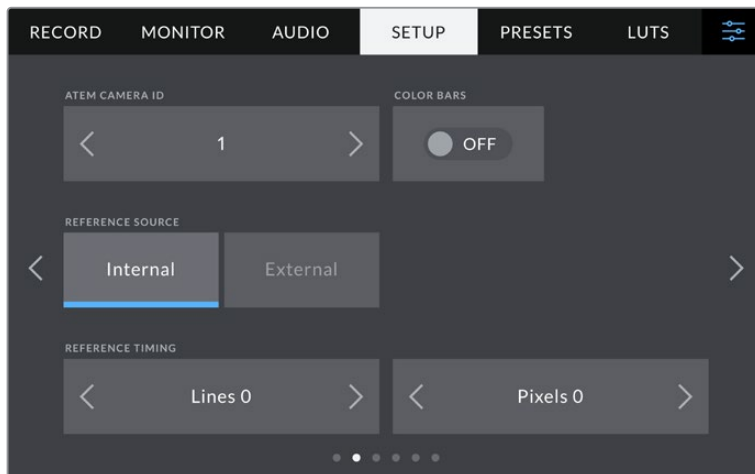 RECORD MONITOR AUDIO SETUP PRESETS LUTS
ATEM CAMERA ID COLOR BARS
1 OFF
REFERENCE SOURCE
Internal External
REFERENCE TIMING
Lines 0 Pixels 0